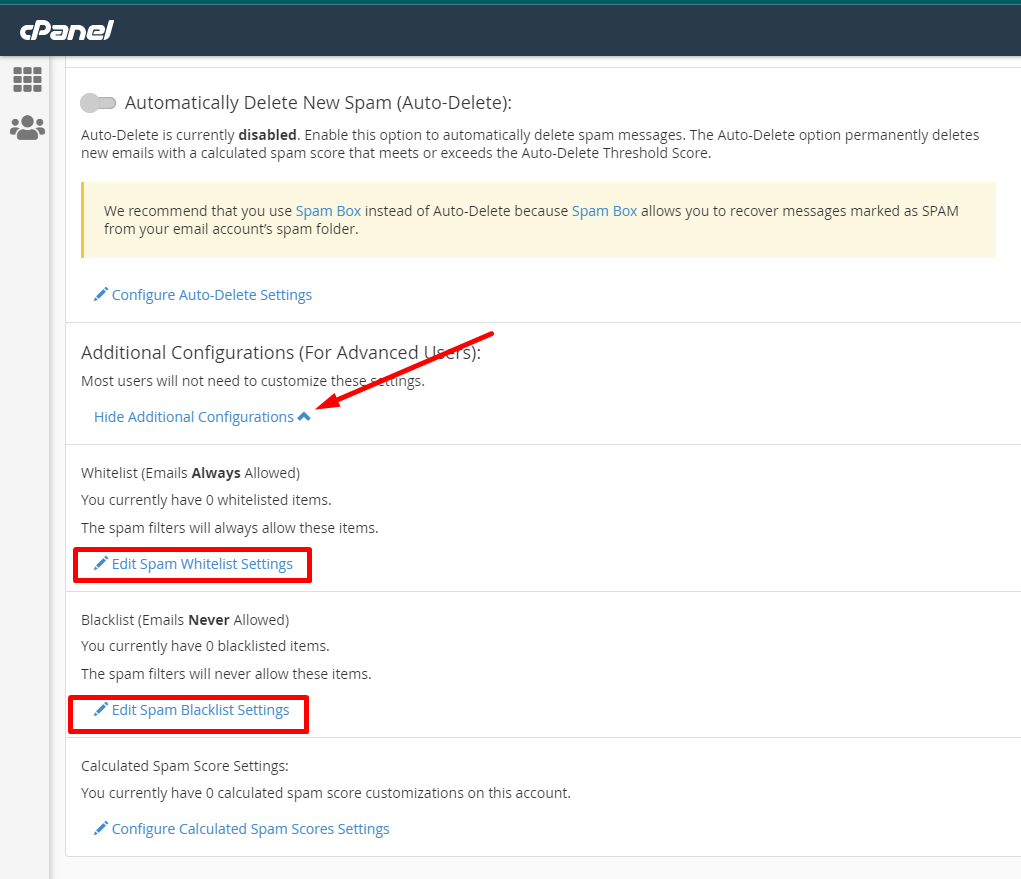 cPanel
Automatically Delete New Spam (Auto-Delete):
Auto-Delete is currently disabled. Enable this option to automatically delete spam messages. The Auto-Delete option permanently deletes
new emails with a calculated spam score that meets or exceeds the Auto-Delete Threshold Score.
We recommend that you use Spam Box instead of Auto-Delete because Spam Box allows you to recover messages marked as SPAM
from your email account’s spam folder.
Configure Auto-Delete Settings
Additional Configurations (For Advanced Users):
Most users will not need to customize these settings.
Hide Additional Configurations
Whitelist (Emails Always Allowed)
You currently have 0 whitelisted items.
The spam filters will always allow these items.
Edit Spam Whitelist Settings
Blacklist (Emails Never Allowed)
You currently have 0 blacklisted items.
The spam filters will never allow these items.
Edit Spam Blacklist Settings
Calculated Spam Score Settings:
You currently have 0 calculated spam score customizations on this account.
Configure Calculated Spam Scores Settings